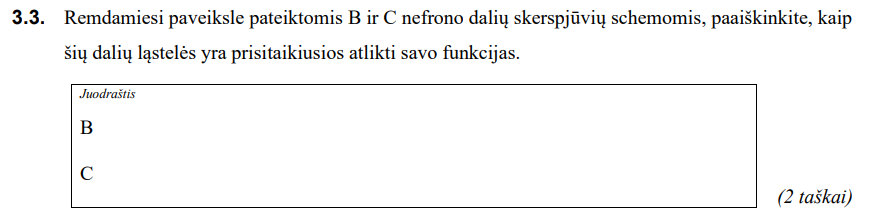 3.3. Remdamiesi paveiksle pateiktomis B ir C nefrono dalių skerspjūvių schemomis, paaiškinkite, kaip
šių dalių ląstelės yra prisitaikiusios atlikti savo funkcijas.
Juodraštis
B
C
(2 taškai)